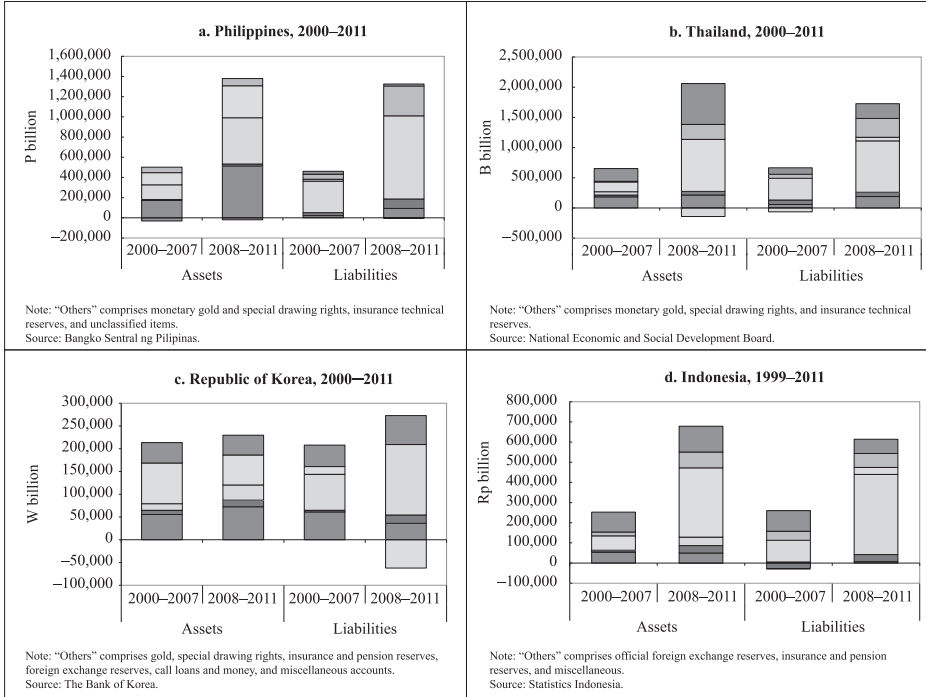 a. Philippines, 2000–2011
P billion
1,600,000
1,400,000
1,200,000
1,000,000
800,000
600,000
400,000
200,000
0
–200,000
2000–2007 2008–2011 2000–2007 2008–2011
Assets Liabilities
Note: “Others” comprises monetary gold and special drawing rights, insurance technical
reserves, and unclassified items.
Source: Bangko Sentral ng Pilipinas.
b. Thailand, 2000–2011
B billion
2,500,000
2,000,000
1,500,000
1,000,000
500,000
0
–500,000
2000–2007 2008–2011 2000–2007 2008–2011
Assets Liabilities
Note: “Others” comprises monetary gold, special drawing rights, and insurance technical
reserves.
Source: National Economic and Social Development Board.
c. Republic of Korea, 2000–2011
W billion
300,000
250,000
200,000
150,000
100,000
50,000
0
–50,000
–100,000
2000–2007 2008–2011 2000–2007 2008–2011
Assets Liabilities
Note: “Others” comprises gold, special drawing rights, insurance and pension reserves,
foreign exchange reserves, call loans and money, and miscellaneous accounts.
Source: The Bank of Korea.
d. Indonesia, 1999–2011
Rp billion
800,000
700,000
600,000
500,000
400,000
300,000
200,000
100,000
0
–100,000
2000–2007 2008–2011 2000–2007 2008–2011
Assets Liabilities
Note: “Others” comprises official foreign exchange reserves, insurance and pension
reserves, and miscellaneous.
Source: Statistics Indonesia.